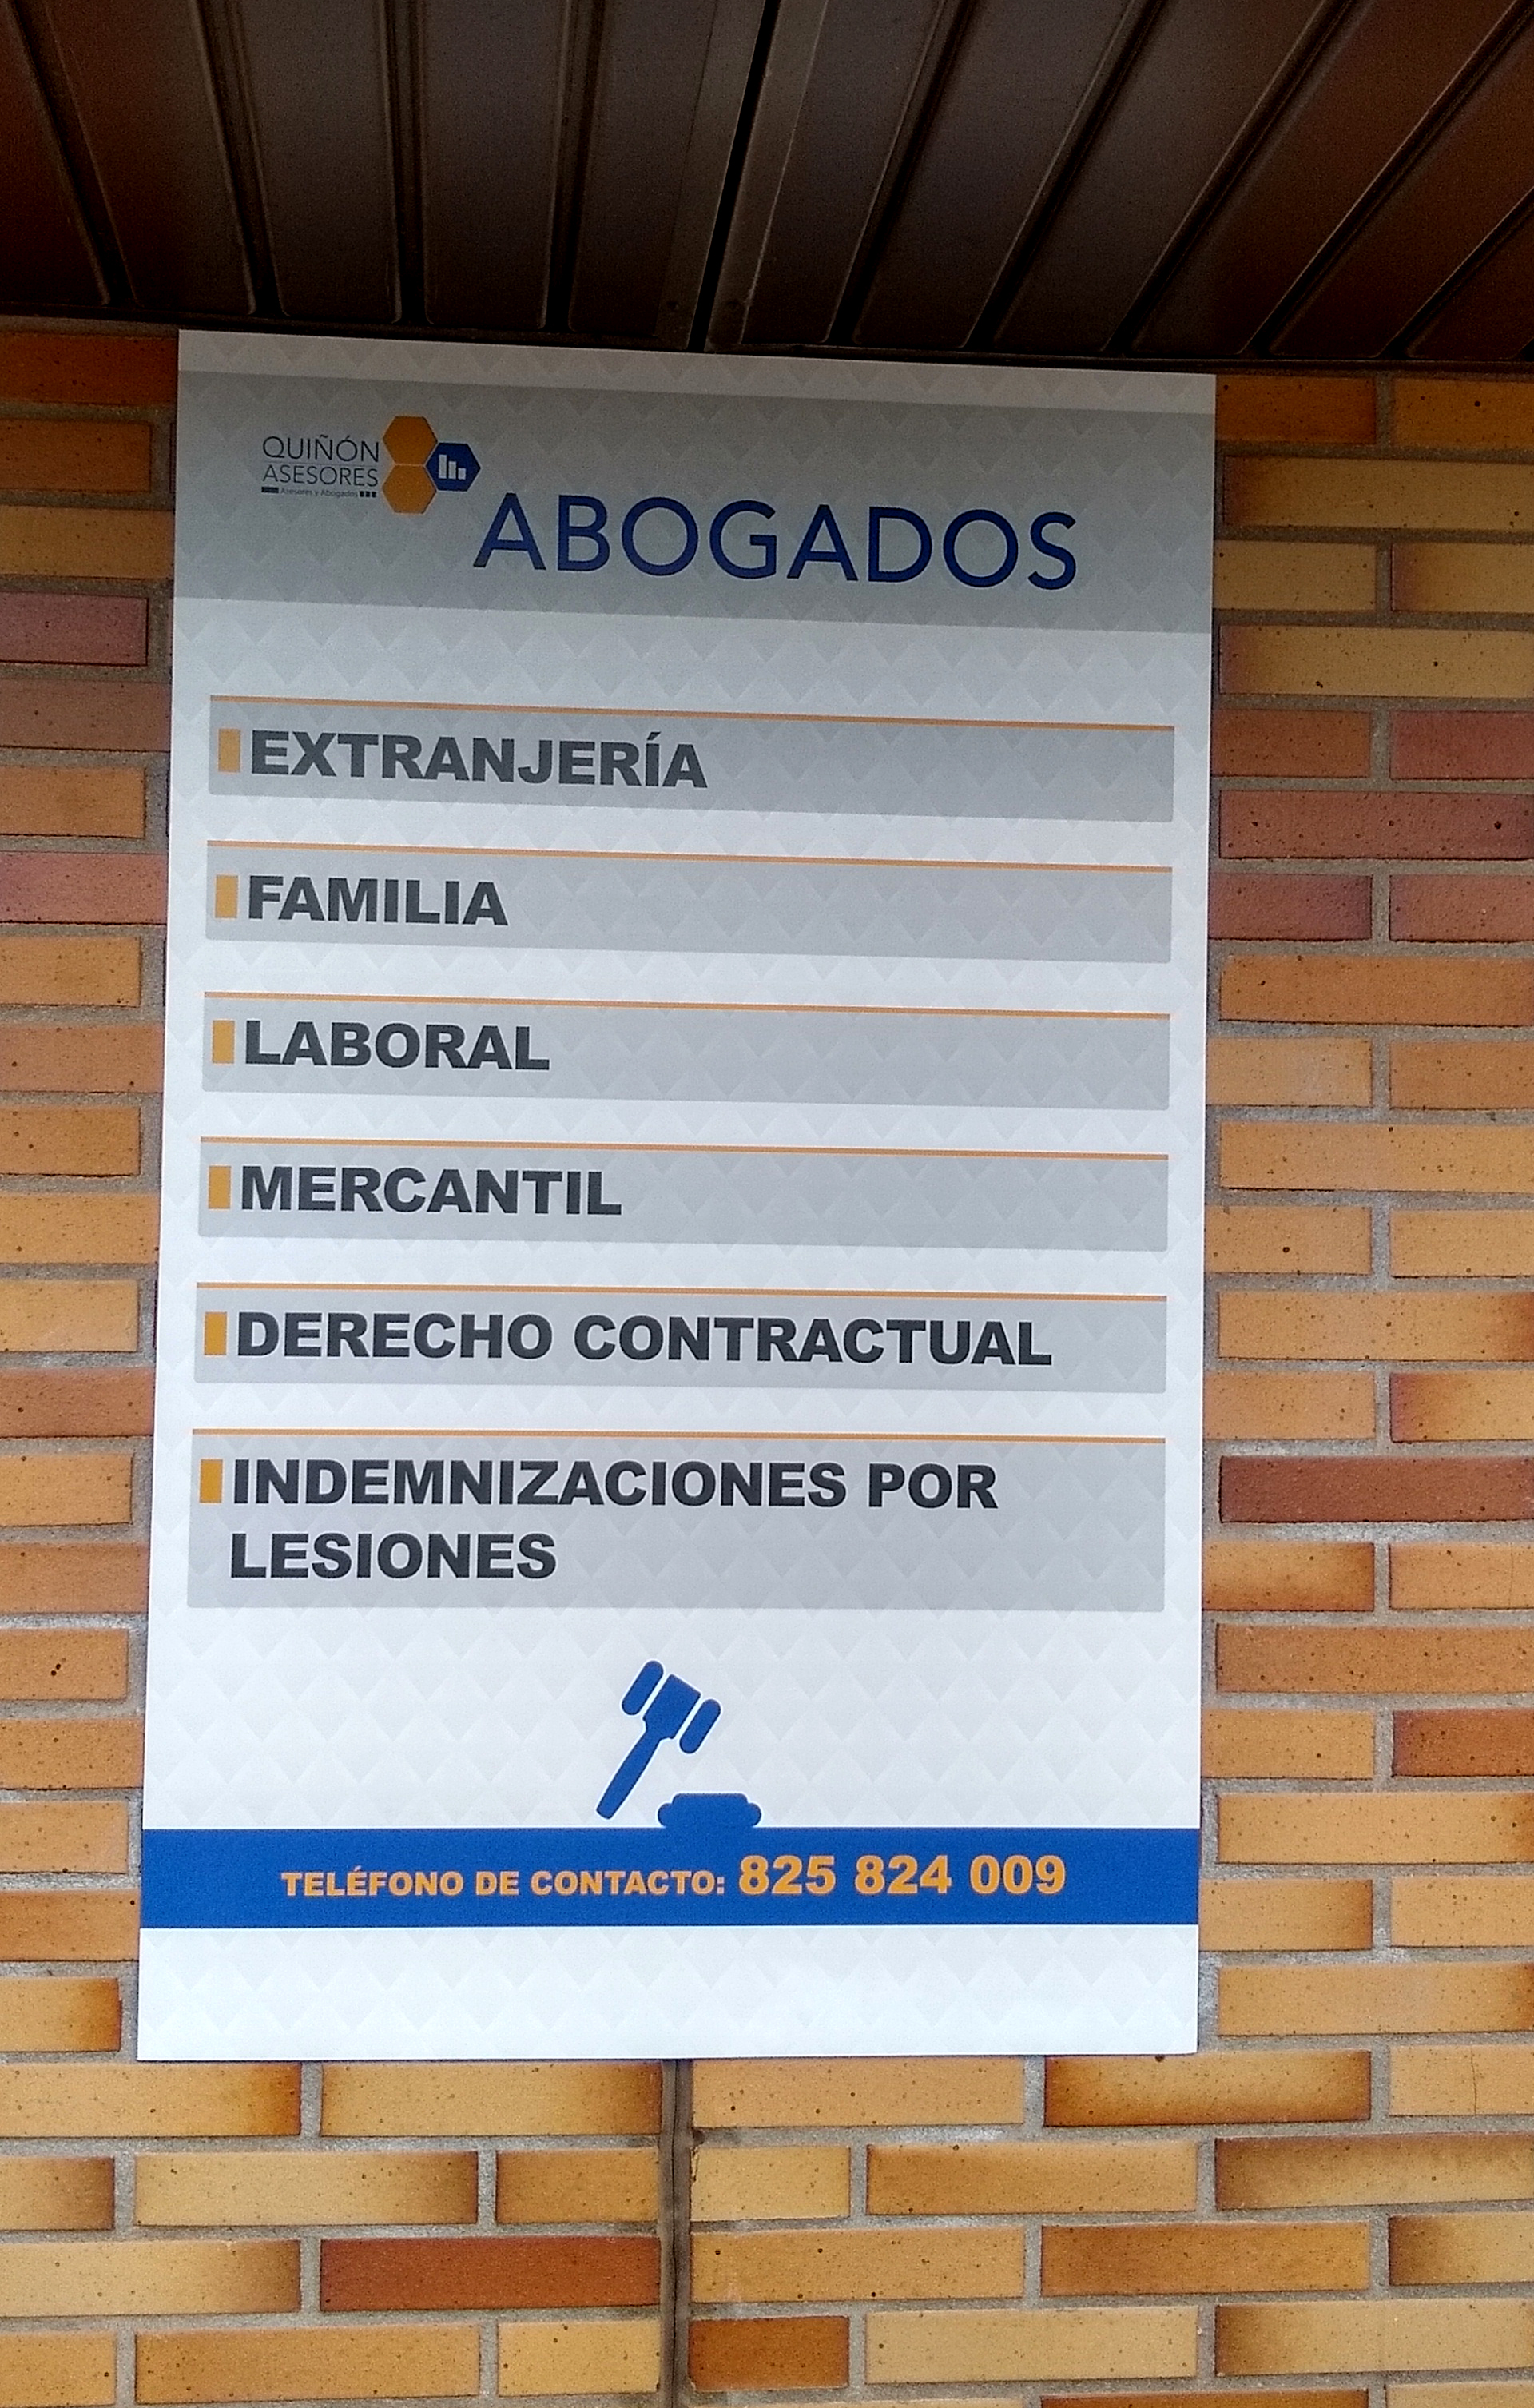 QUIÑÓN
ASESORES
Asesores y Abogados
ABOGADOS
EXTRANJERÍA
FAMILIA
LABORAL
MERCANTIL
DERECHO CONTRACTUAL
INDEMNIZACIONES POR
LESIONES
TELÉFONO DE CONTACTO: 825 824 009